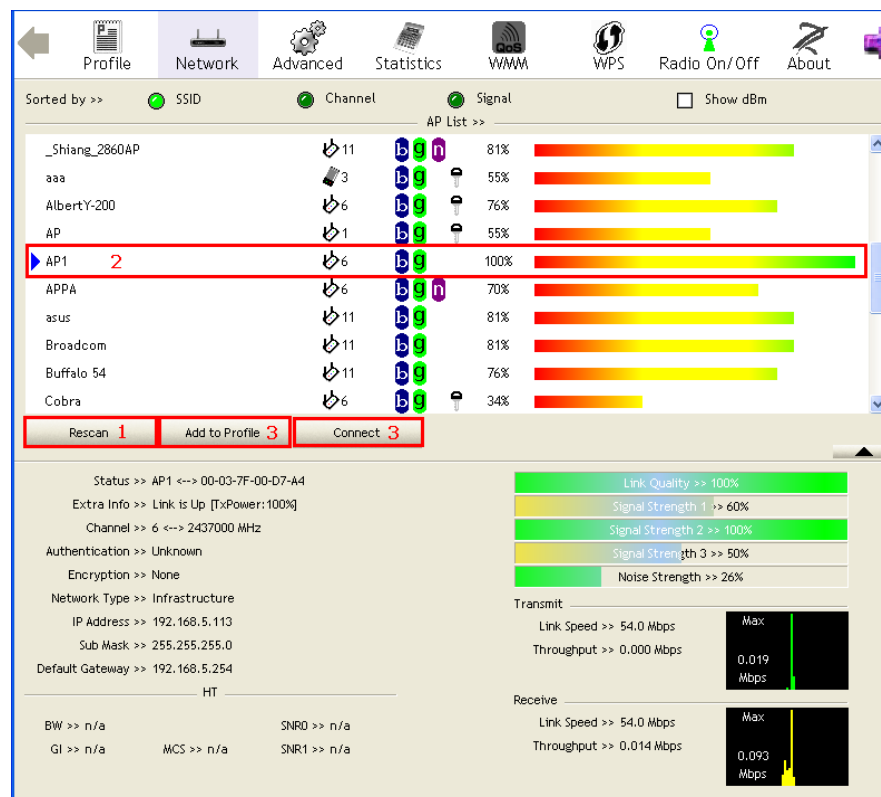 Profile Network Advanced Statistics QoS WMM WPS Radio On/Off About
Sorted by >> SSID Channel Signal Show dBm
AP List >>
_Shiang_2860AP 11 b g n 81%
aaa 3 b g 55%
AlbertY-200 6 b g 76%
AP 1 b g 55%
AP1 2 6 b g 100%
APPA 6 b g n 70%
asus 11 b g 81%
Broadcom 11 b g 81%
Buffalo 54 11 b g 76%
Cobra 6 b g 34%
Rescan 1 Add to Profile 3 Connect 3
Status >> AP1 <--> 00-03-7F-00-D7-A4
Extra Info >> Link is Up [TxPower:100%]
Channel >> 6 <--> 2437000 MHz
Authentication >> Unknown
Encryption >> None
Network Type >> Infrastructure
IP Address >> 192.168.5.113
Sub Mask >> 255.255.255.0
Default Gateway >> 192.168.5.254
HT
BW >> n/a SNR0 >> n/a
GI >> n/a MCS >> n/a SNR1 >> n/a
Link Quality >> 100%
Signal Strength 1 >> 60%
Signal Strength 2 >> 100%
Signal Strength 3 >> 50%
Noise Strength >> 26%
Transmit
Link Speed >> 54.0 Mbps
Throughput >> 0.000 Mbps
Max
0.019
Mbps
Receive
Link Speed >> 54.0 Mbps
Throughput >> 0.014 Mbps
Max
0.093
Mbps